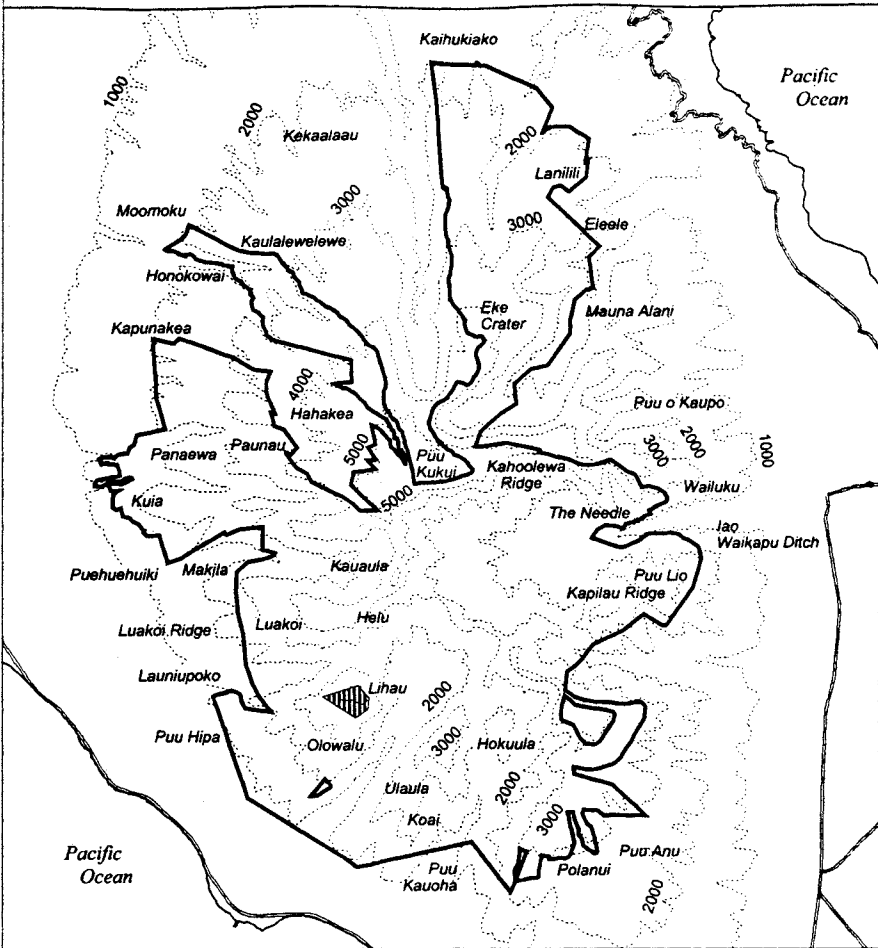 Kaihukiako
Pacific
Ocean
1000
2000
Kekaalaau
2000
Lanilili
3000
3000
Eieele
Moomoku
Kaulalewelewe
Honokowai
Eke
Crater
Mauna Alani
Kapunakea
4000
Hahakea
Puu o Kaupo
Panaewa
Paunau
5000
Puu
Kukui
Kahoolewa
Ridge
3000
2000
1000
Wailuku
Kuia
5000
The Needle
Iao
Waikapu Ditch
Puehuehuiki
Makila
Kauaula
Puu Lio
Kapilau Ridge
Luakoi Ridge
Luakoi
Helu
Launiupoko
Lihau
2000
Puu Hipa
Olowalu
3000
Hokuula
Ulaula
2000
Koai
3000
Pacific
Ocean
Puu
Kauoha
Polanui
Puu Anu
2000